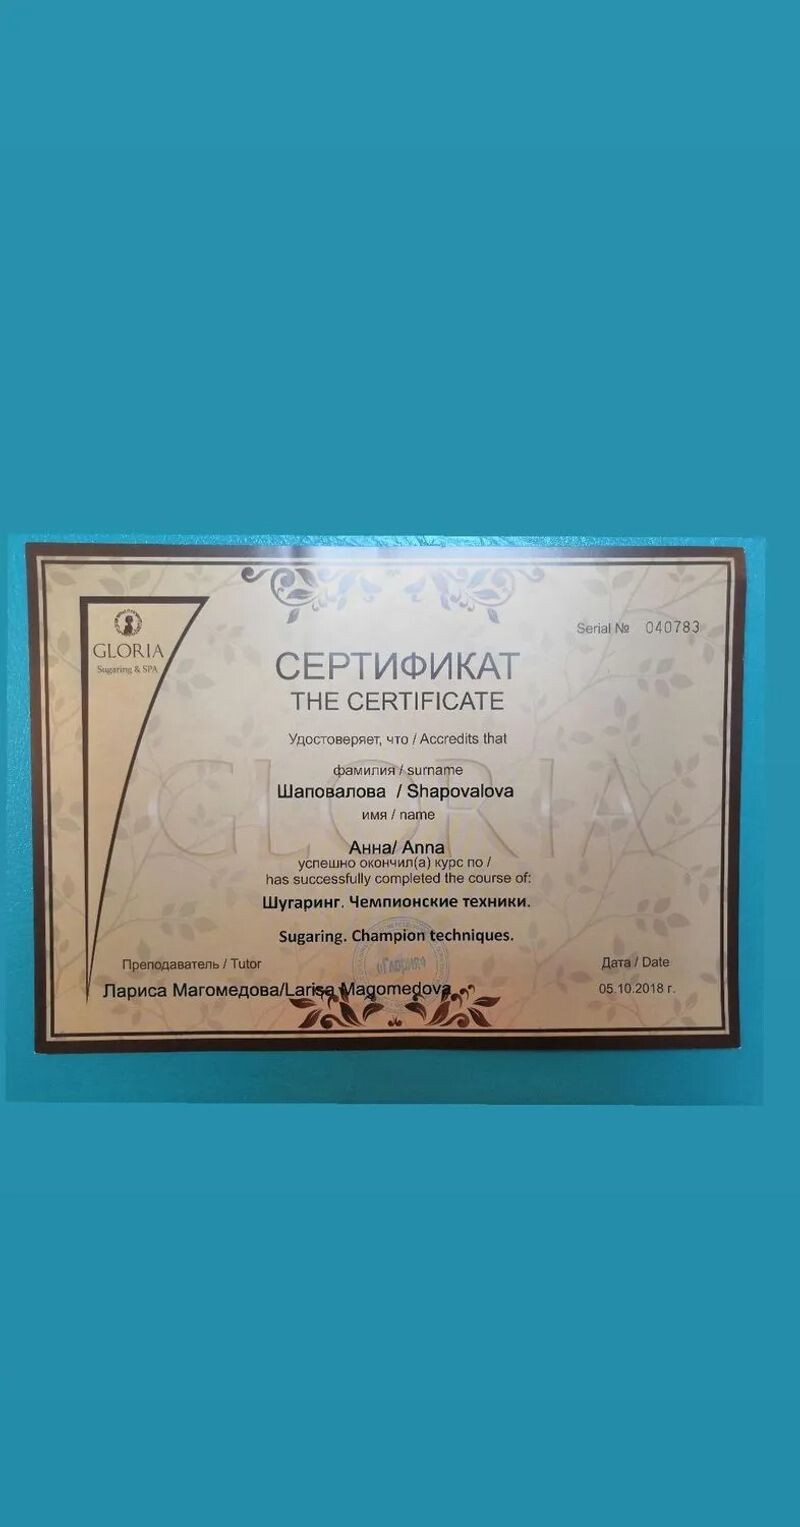 GLORIA
Sugaring & SPA
Serial № 040783
СЕРТИФИКАТ
THE CERTIFICATE
Удостоверяет, что / Accredits that
фамилия / surname
Шаповалова / Shapovalova
имя / name
GLORIA
Анна/ Anna
успешно окончил(а) курс по /
has successfully completed the course of:
Шугаринг. Чемпионские техники.
Sugaring. Champion techniques.
Преподаватель / Tutor
Дата / Date
Лариса Магомедова/Larisa Magomedova
05.10.2018 г.